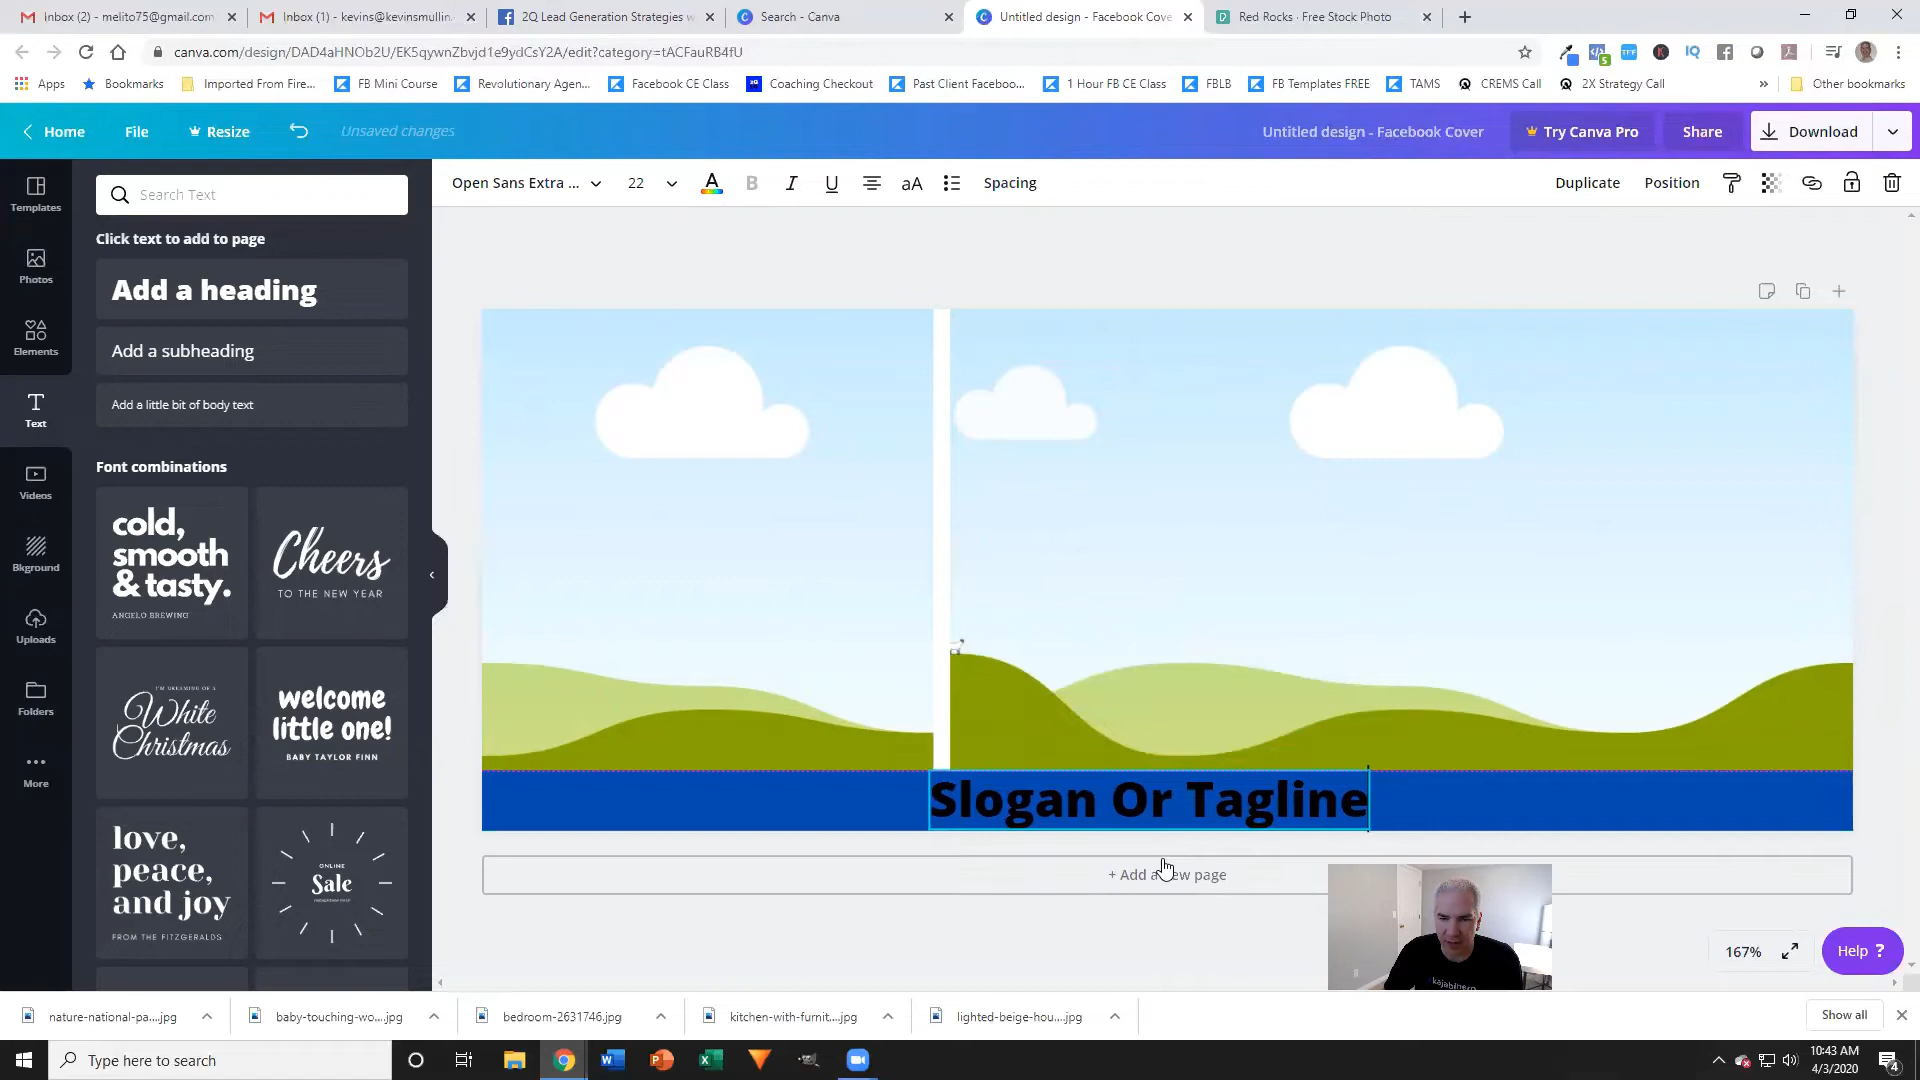 Inbox (2) - melito75@gmail.com
Inbox (1) - kevins@kevinsmullin.
2Q Lead Generation Strategies w
Search - Canva
Untitled design - Facebook Cove
Red Rocks · Free Stock Photo
canva.com/design/DAD4aHNOb2U/EK5qywnZbvjd1e9ydCsY2A/edit?category=tACFauRB4fU
Apps
Bookmarks
Imported From Fire...
FB Mini Course
Revolutionary Agen...
Facebook CE Class
Coaching Checkout
Past Client Faceboo...
1 Hour FB CE Class
FBLB
FB Templates FREE
TAMS
CREMS Call
2X Strategy Call
Other bookmarks
Home
File
Resize
Unsaved changes
Untitled design - Facebook Cover
Try Canva Pro
Share
Download
Templates
Photos
Elements
Text
Videos
Bkground
Uploads
Folders
More
Search Text
Click text to add to page
Add a heading
Add a subheading
Add a little bit of body text
Font combinations
cold,
smooth
& tasty.
ANGELO BREWING
Cheers
TO THE NEW YEAR
I'M DREAMING OF A
White
Christmas
welcome
little one!
BABY TAYLOR FINN
love,
peace,
and joy
FROM THE FITZGERALDS
ONLINE
Sale
Open Sans Extra ...
22
A
B
I
U
aA
Spacing
Duplicate
Position
Slogan Or Tagline
+ Add a new page
kajabihero
167%
Help ?
nature-national-pa....jpg
baby-touching-wo....jpg
bedroom-2631746.jpg
kitchen-with-furnit....jpg
lighted-beige-hou....jpg
Show all
Type here to search
10:43 AM
4/3/2020
4